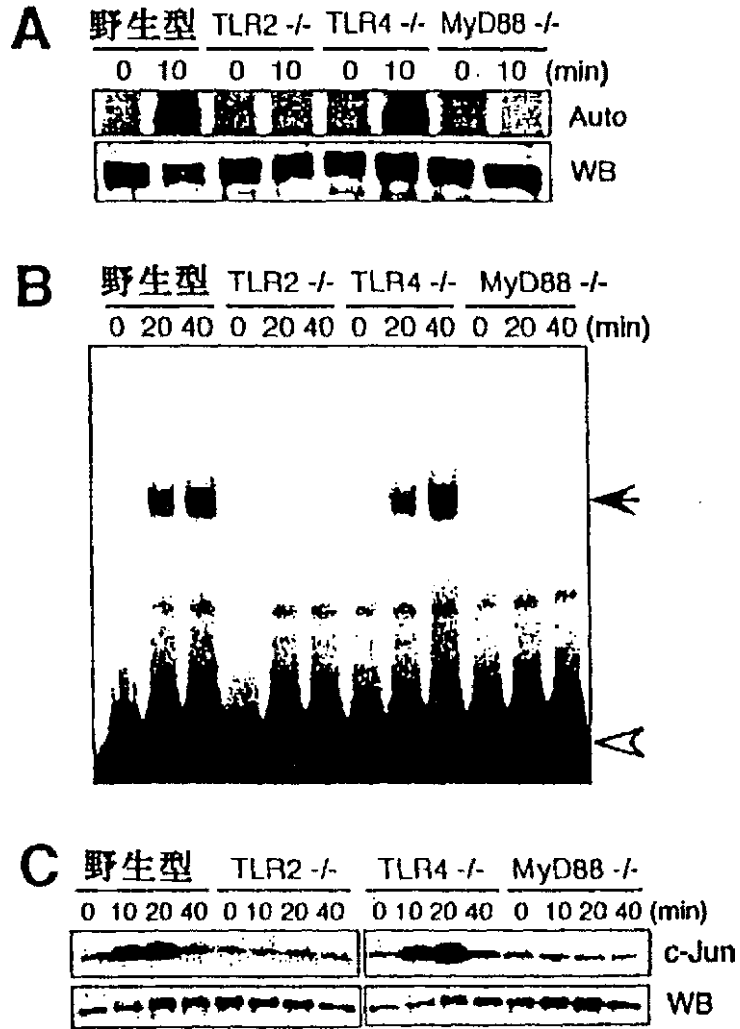 A 野生型 TLR2 -/- TLR4 -/- MyD88 -/-
0 10 0 10 0 10 0 10 (min)
Auto
WB
B 野生型 TLR2 -/- TLR4 -/- MyD88 -/-
0 20 40 0 20 40 0 20 40 0 20 40 (min)
C 野生型 TLR2 -/- TLR4 -/- MyD88 -/-
0 10 20 40 0 10 20 40 0 10 20 40 0 10 20 40 (min)
c-Jun
WB